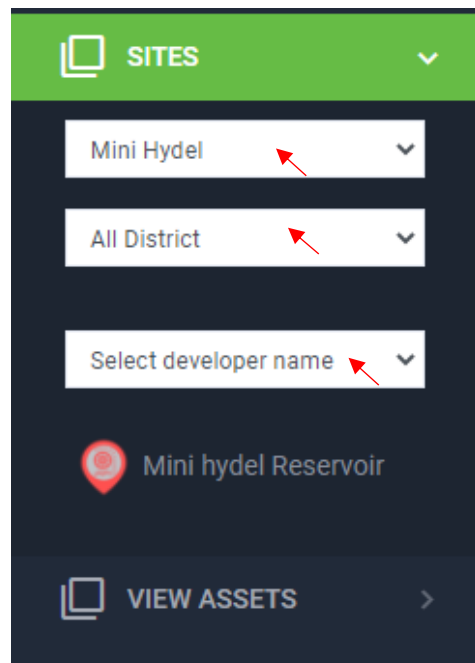 SITES
Mini Hydel
All District
Select developer name
Mini hydel Reservoir
VIEW ASSETS